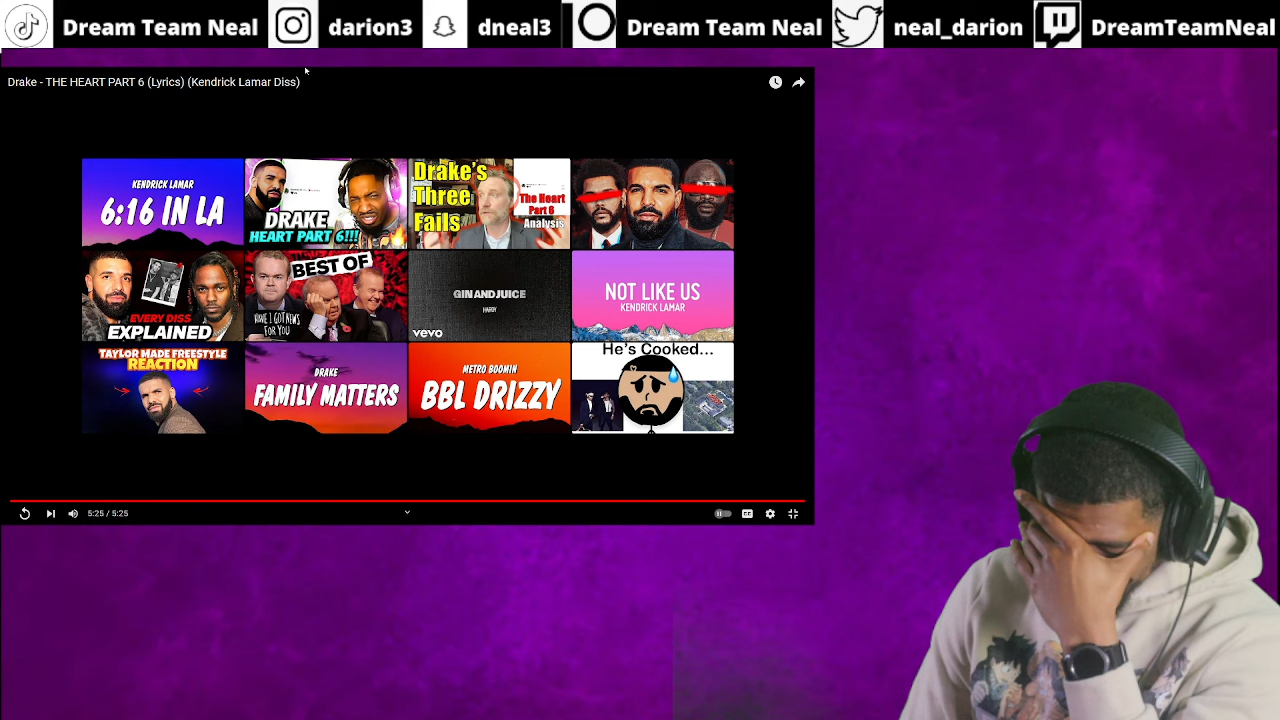 Dream Team Neal
darion3
dneal3
Dream Team Neal
neal_darion
DreamTeamNeal
Drake - THE HEART PART 6 (Lyrics) (Kendrick Lamar Diss)
KENDRICK LAMAR
6:16 IN LA
DRAKE
HEART PART 6!!!
Drake's
Three
Fails
The Heart
Part 6
Analysis
EVERY DISS
EXPLAINED
BEST OF
HAVE I GOT NEWS
FOR YOU
GIN AND JUICE
HARDY
vevo
NOT LIKE US
KENDRICK LAMAR
TAYLOR MADE FREESTYLE
REACTION
DRAKE
FAMILY MATTERS
METRO BOOMIN
BBL DRIZZY
He's Cooked...
5:25 / 5:25
CC